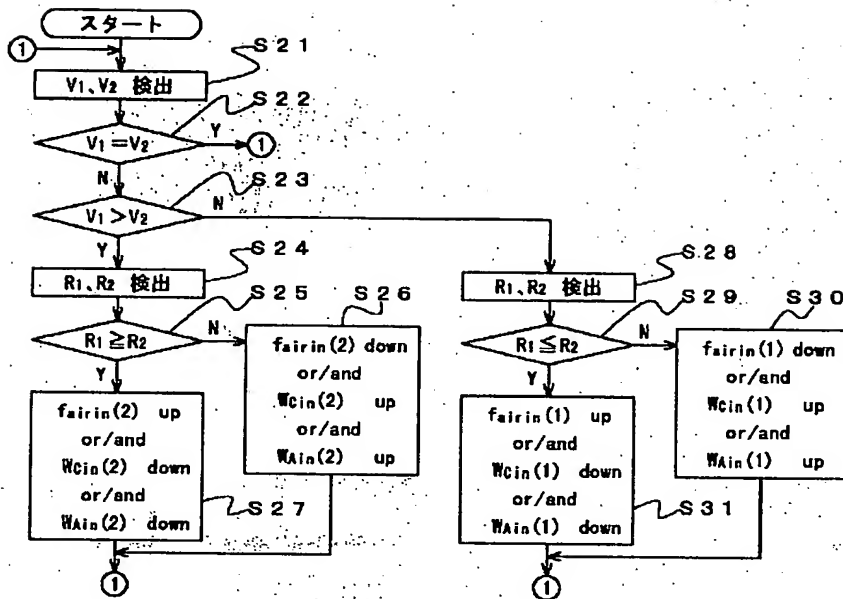 スタート
①
S21
V1、V2 検出
S22
V1=V2
Y
①
N
S23
V1>V2
N
Y
S24
R1、R2 検出
S25
R1≧R2
N
Y
S26
fairin(2) down
or/and
WCin(2) up
or/and
WAin(2) up
fairin(2) up
or/and
WCin(2) down
or/and
WAin(2) down
S27
①
S28
R1、R2 検出
S29
R1≦R2
N
Y
S30
fairin(1) down
or/and
WCin(1) up
or/and
WAin(1) up
fairin(1) up
or/and
WCin(1) down
or/and
WAin(1) down
S31
①